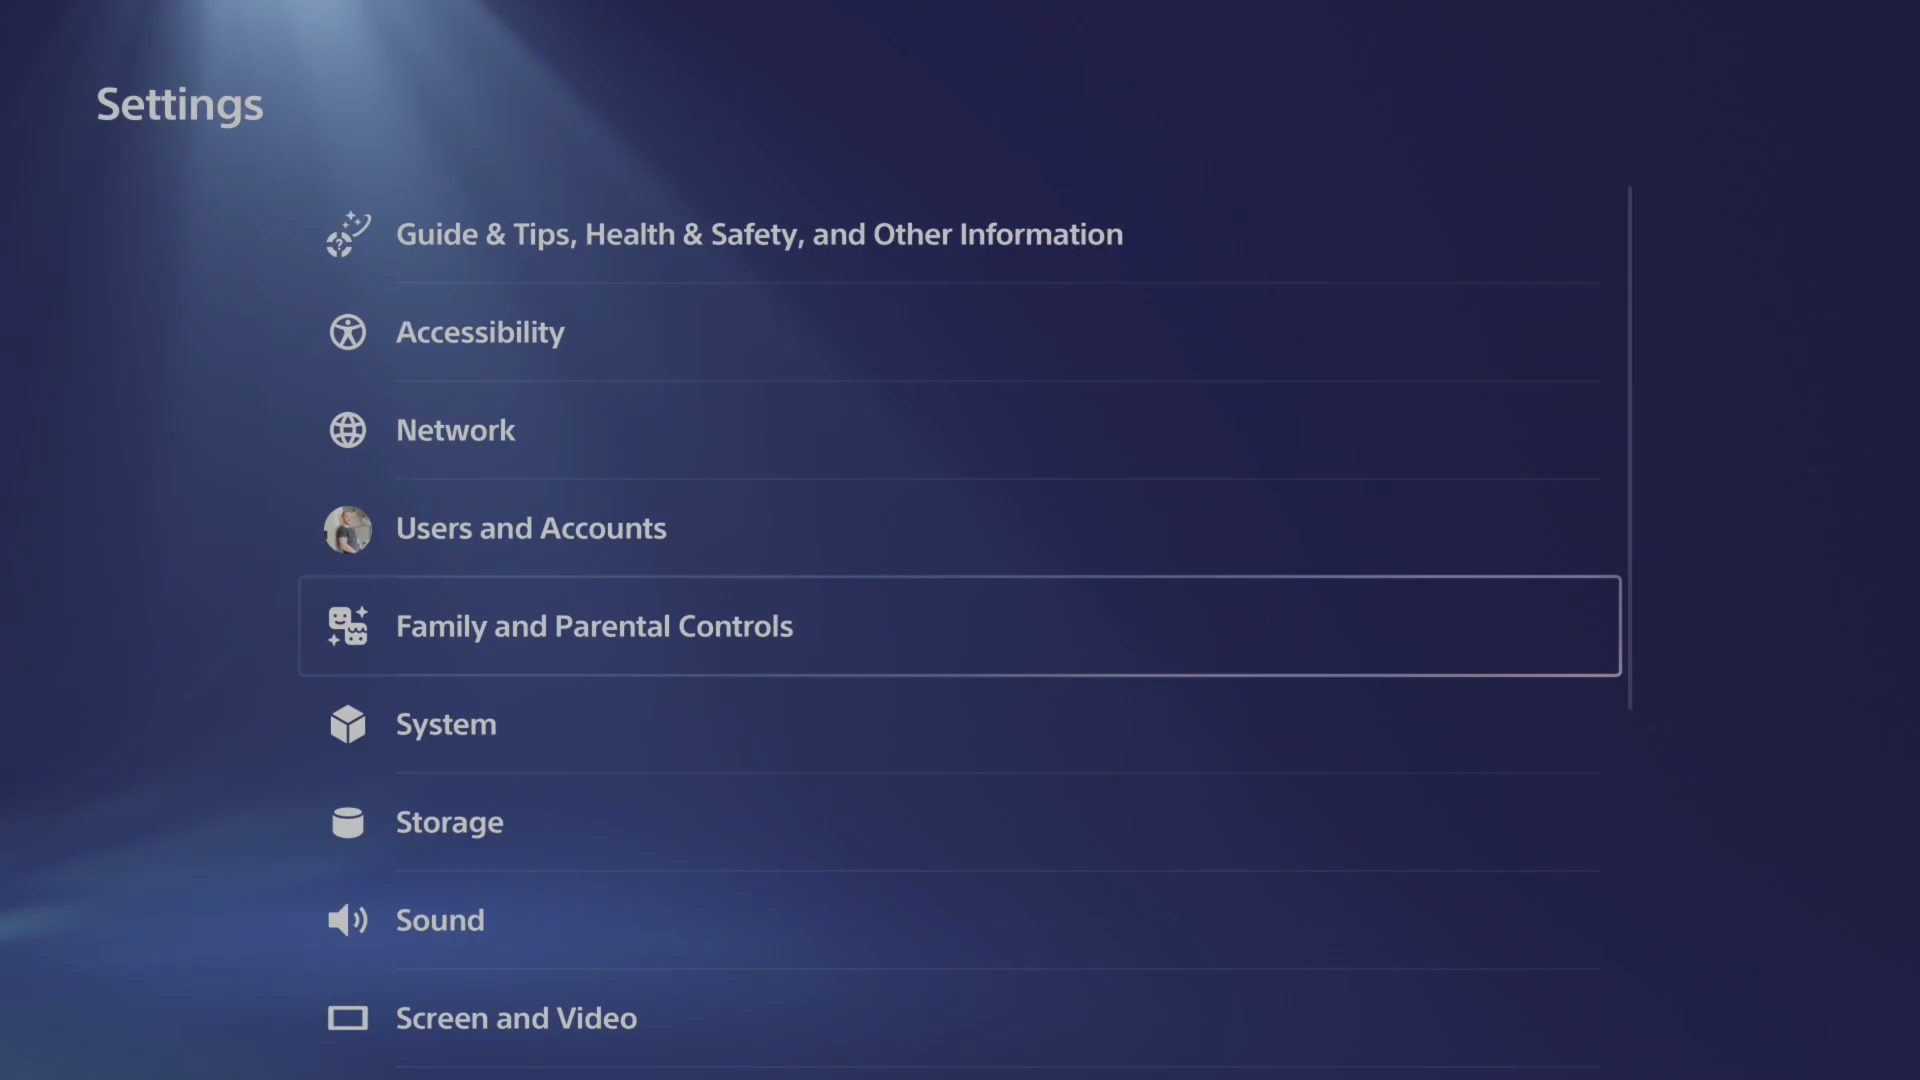 Settings
Guide & Tips, Health & Safety, and Other Information
Accessibility
Network
Users and Accounts
Family and Parental Controls
System
Storage
Sound
Screen and Video